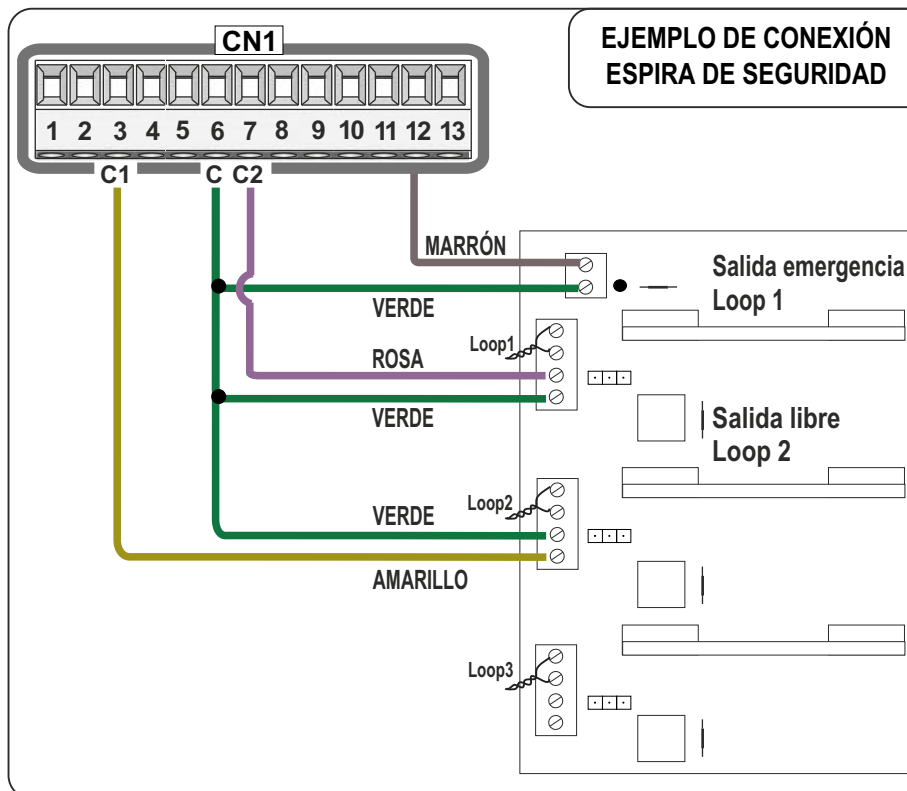 EJEMPLO DE CONEXIÓN
ESPIRA DE SEGURIDAD
CN1
1 2 3 4 5 6 7 8 9 10 11 12 13
C1 C C2
MARRÓN
Salida emergencia
Loop 1
VERDE
Loop1
ROSA
VERDE
Salida libre
Loop 2
Loop2
VERDE
AMARILLO
Loop3